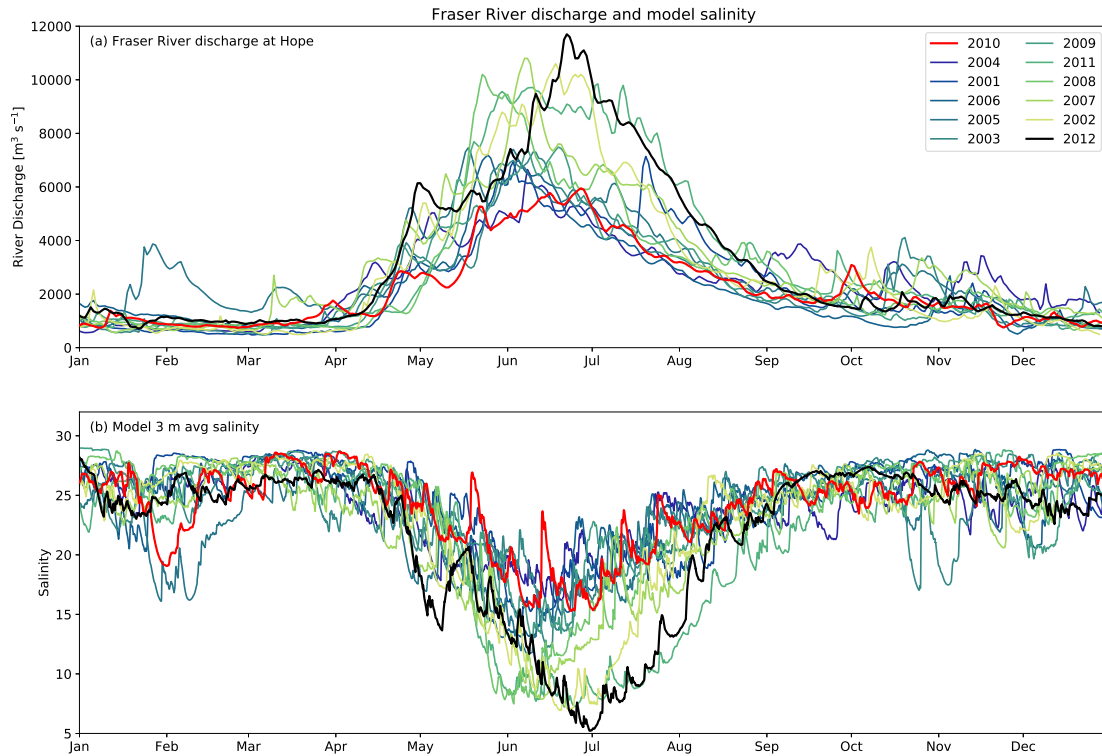 Fraser River discharge and model salinity
(a) Fraser River discharge at Hope
River Discharge [m³ s⁻¹]
12000
10000
8000
6000
4000
2000
0
2010 2009
2004 2011
2001 2008
2006 2007
2005 2002
2003 2012
Jan Feb Mar Apr May Jun Jul Aug Sep Oct Nov Dec
(b) Model 3 m avg salinity
Salinity
30
25
20
15
10
5
Jan Feb Mar Apr May Jun Jul Aug Sep Oct Nov Dec